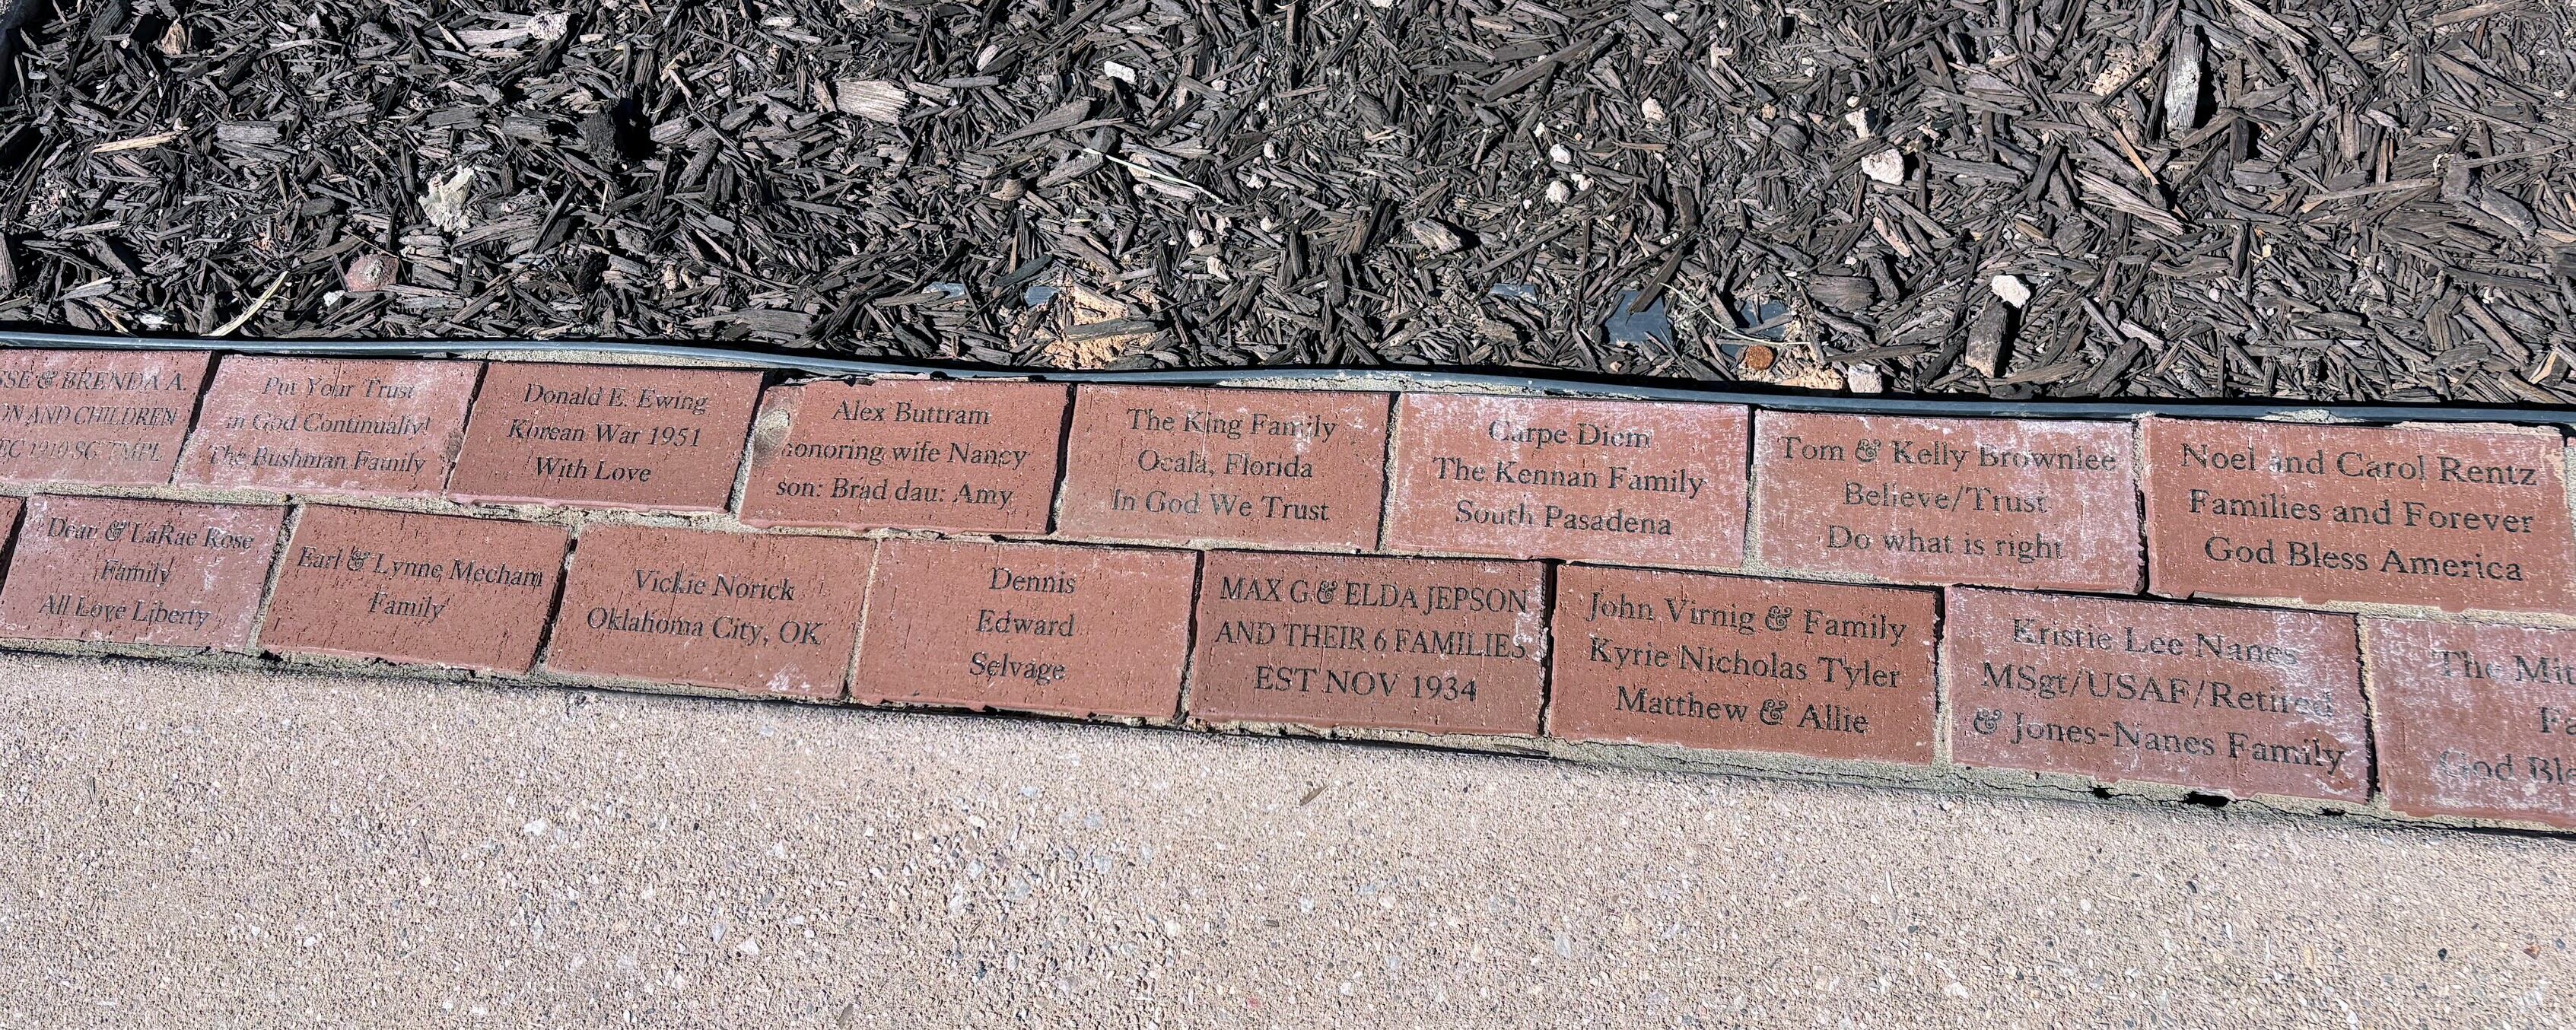 & BRENDA A.
AND CHILDREN
1910 SG TMPL
Put Your Trust
in God Continually!
The Bushman Family
Donald E. Ewing
Korean War 1951
With Love
Alex Buttram
honoring wife Nancy
son: Brad dau: Amy
The King Family
Ocala, Florida
In God We Trust
Carpe Diem
The Kennan Family
South Pasadena
Tom & Kelly Brownlee
Believe/Trust
Do what is right
Noel and Carol Rentz
Families and Forever
God Bless America
& LaRae Rose
Family
All Love Liberty
Earl & Lynne Mecham
Family
Vickie Norick
Oklahoma City, OK
Dennis
Edward
Selvage
MAX G & ELDA JEPSON
AND THEIR 6 FAMILIES
EST NOV 1934
John Virnig & Family
Kyrie Nicholas Tyler
Matthew & Allie
Kristie Lee Nanes
MSgt/USAF/Retired
& Jones-Nanes Family
The
God